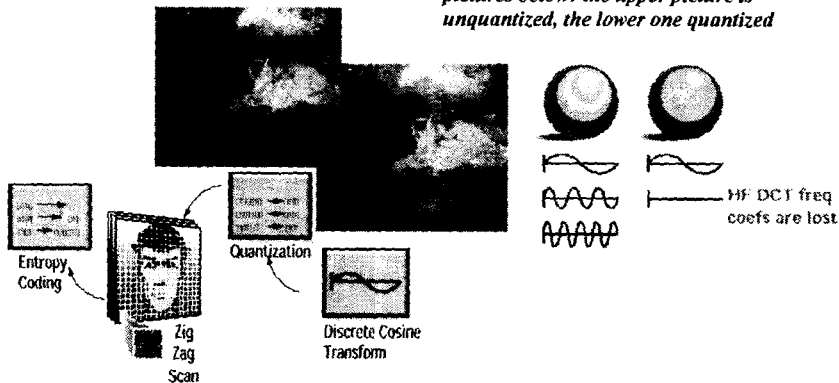 pictures below: the upper picture is
unquantized, the lower one quantized
HF DCT freq
coefs are lost
Quantization
Entropy
Coding
Discrete Cosine
Transform
Zig
Zag
Scan